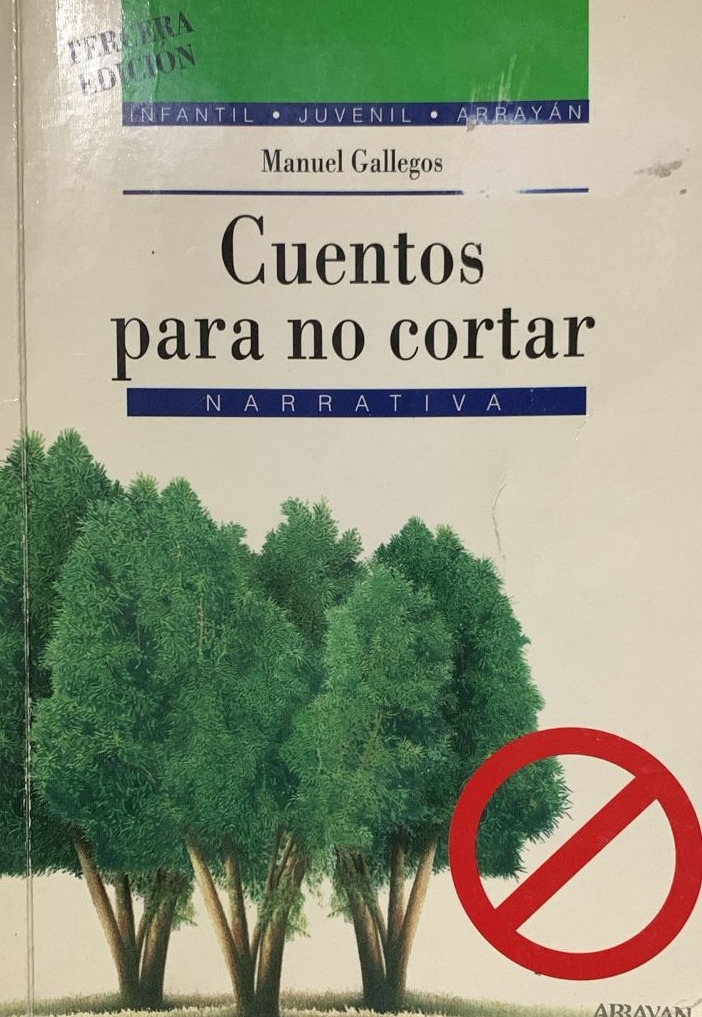 TERCERA
EDICIÓN
INFANTIL • JUVENIL • ARRAYÁN
Manuel Gallegos
Cuentos
para no cortar
NARRATIVA
ARRAYAN